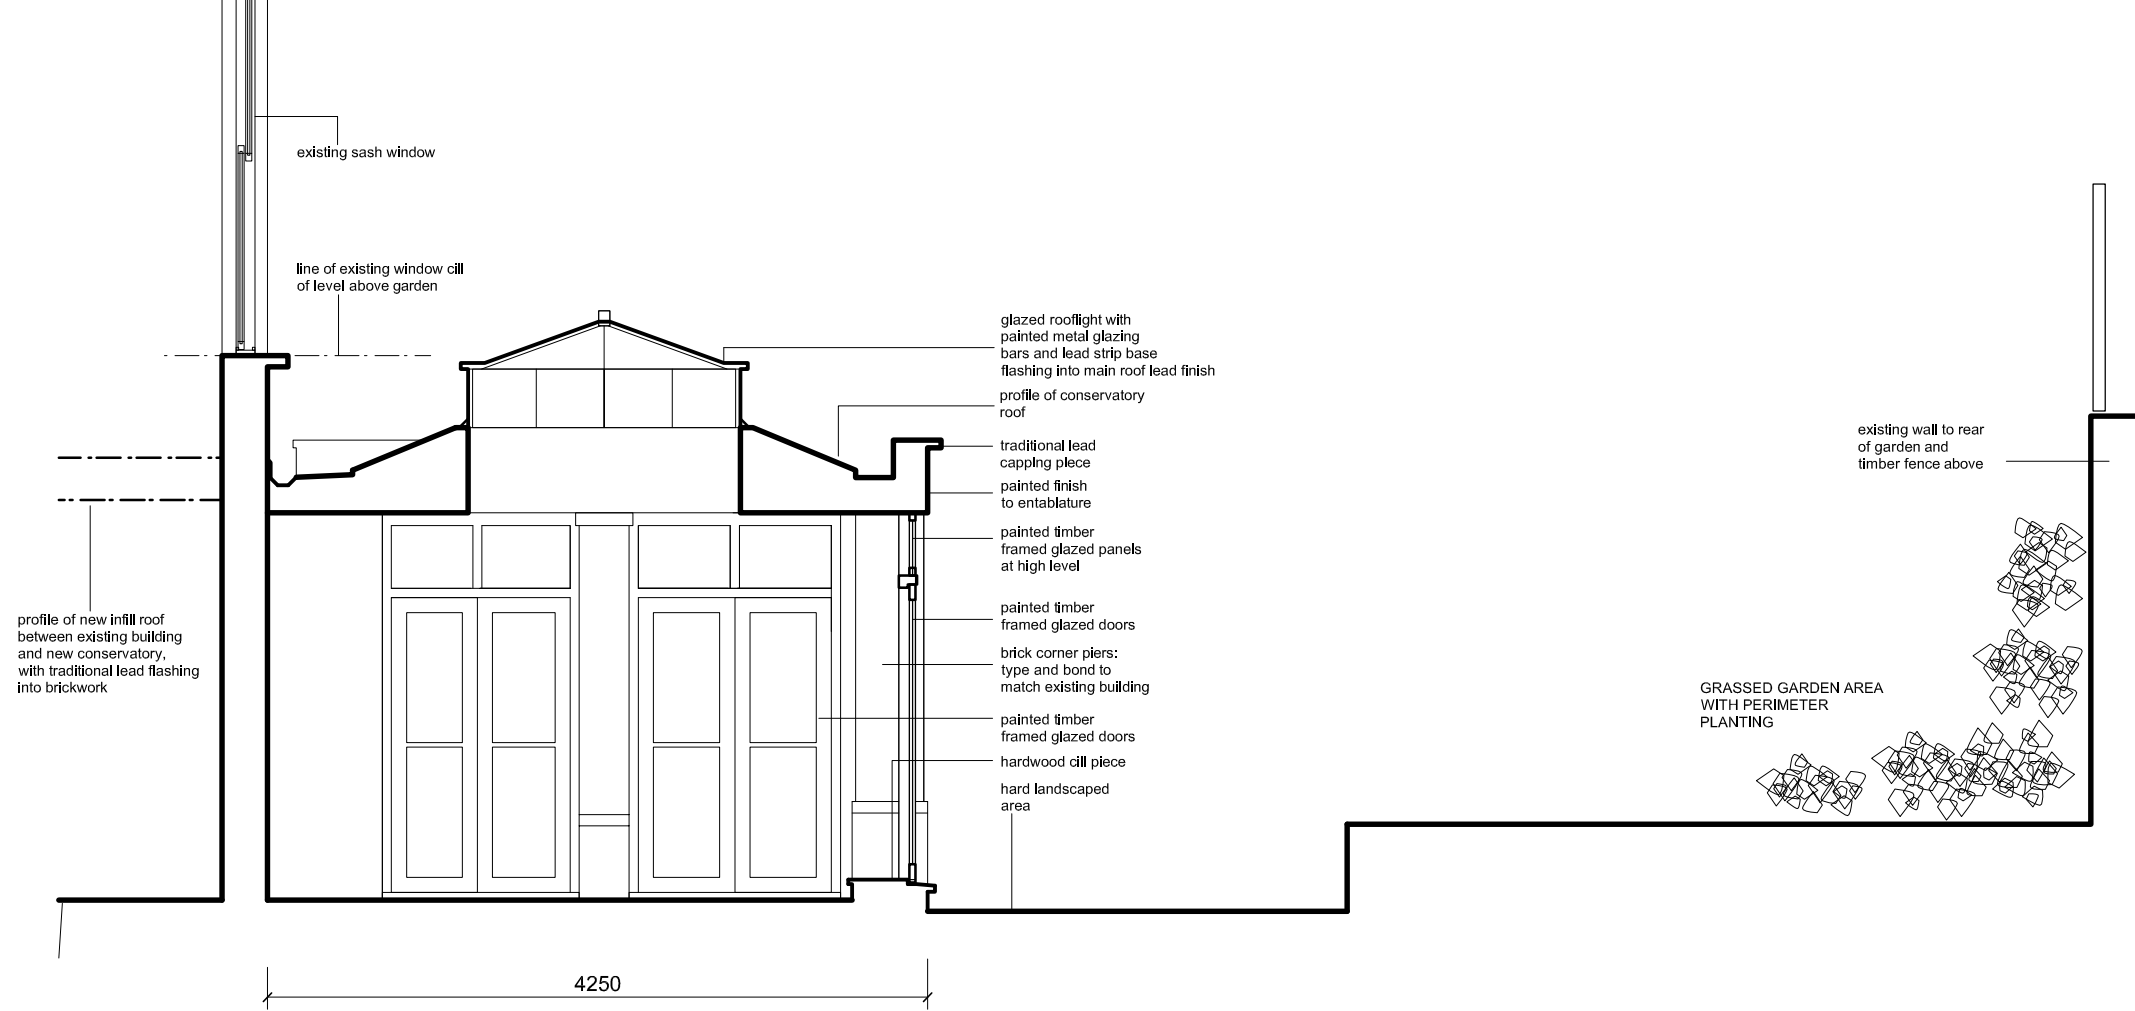 existing sash window
line of existing window cill
of level above garden
glazed rooflight with
painted metal glazing
bars and lead strip base
flashing into main roof lead finish
profile of conservatory
roof
traditional lead
capping piece
painted finish
to entablature
painted timber
framed glazed panels
at high level
painted timber
framed glazed doors
brick corner piers:
type and bond to
match existing building
painted timber
framed glazed doors
hardwood cill piece
hard landscaped
area
profile of new infill roof
between existing building
and new conservatory,
with traditional lead flashing
into brickwork
existing wall to rear
of garden and
timber fence above
GRASSED GARDEN AREA
WITH PERIMETER
PLANTING
4250